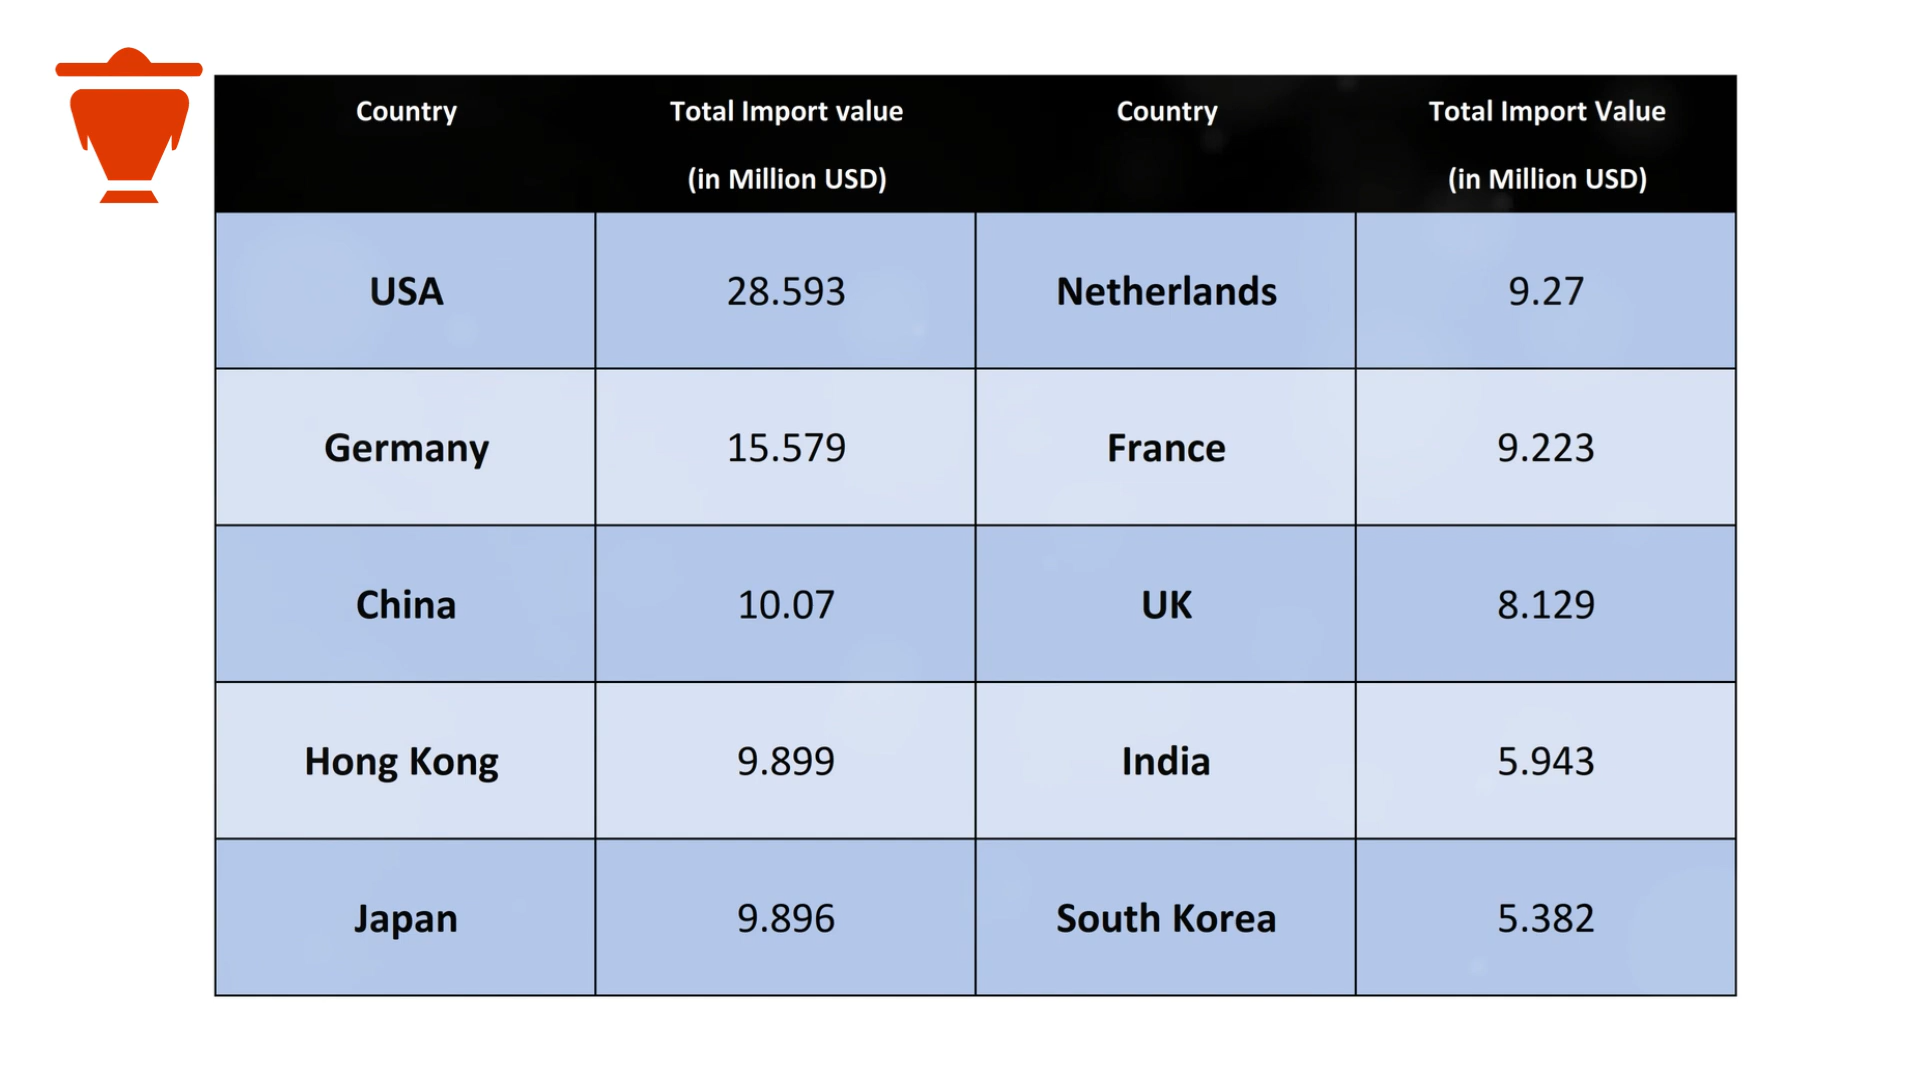 Country Total Import value Country Total Import Value
(in Million USD) (in Million USD)
USA 28.593 Netherlands 9.27
Germany 15.579 France 9.223
China 10.07 UK 8.129
Hong Kong 9.899 India 5.943
Japan 9.896 South Korea 5.382